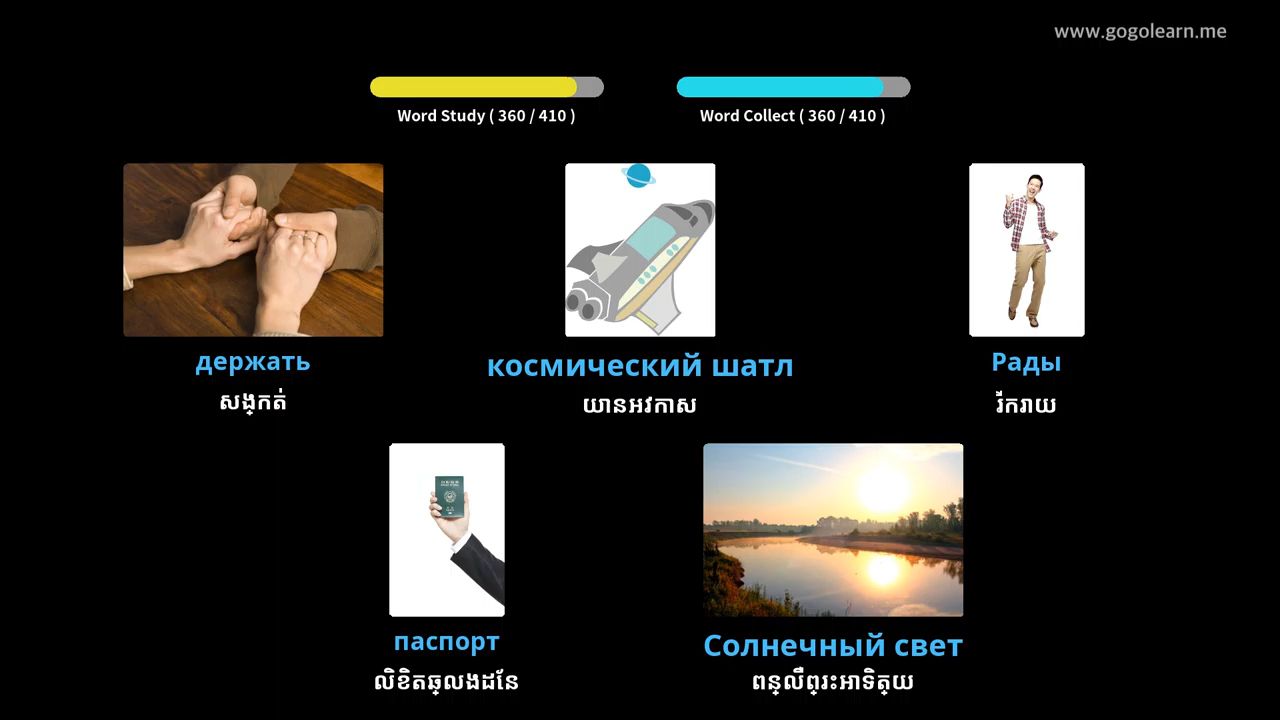 www.gogolearn.me
Word Study ( 360 / 410 )
Word Collect ( 360 / 410 )
держать
សង្កត់
космический шатл
យានអវកាស
Рады
រីករាយ
паспорт
លិខិតឆ្លងដែន
Солнечный свет
ពន្លឺព្រះអាទិត្យ